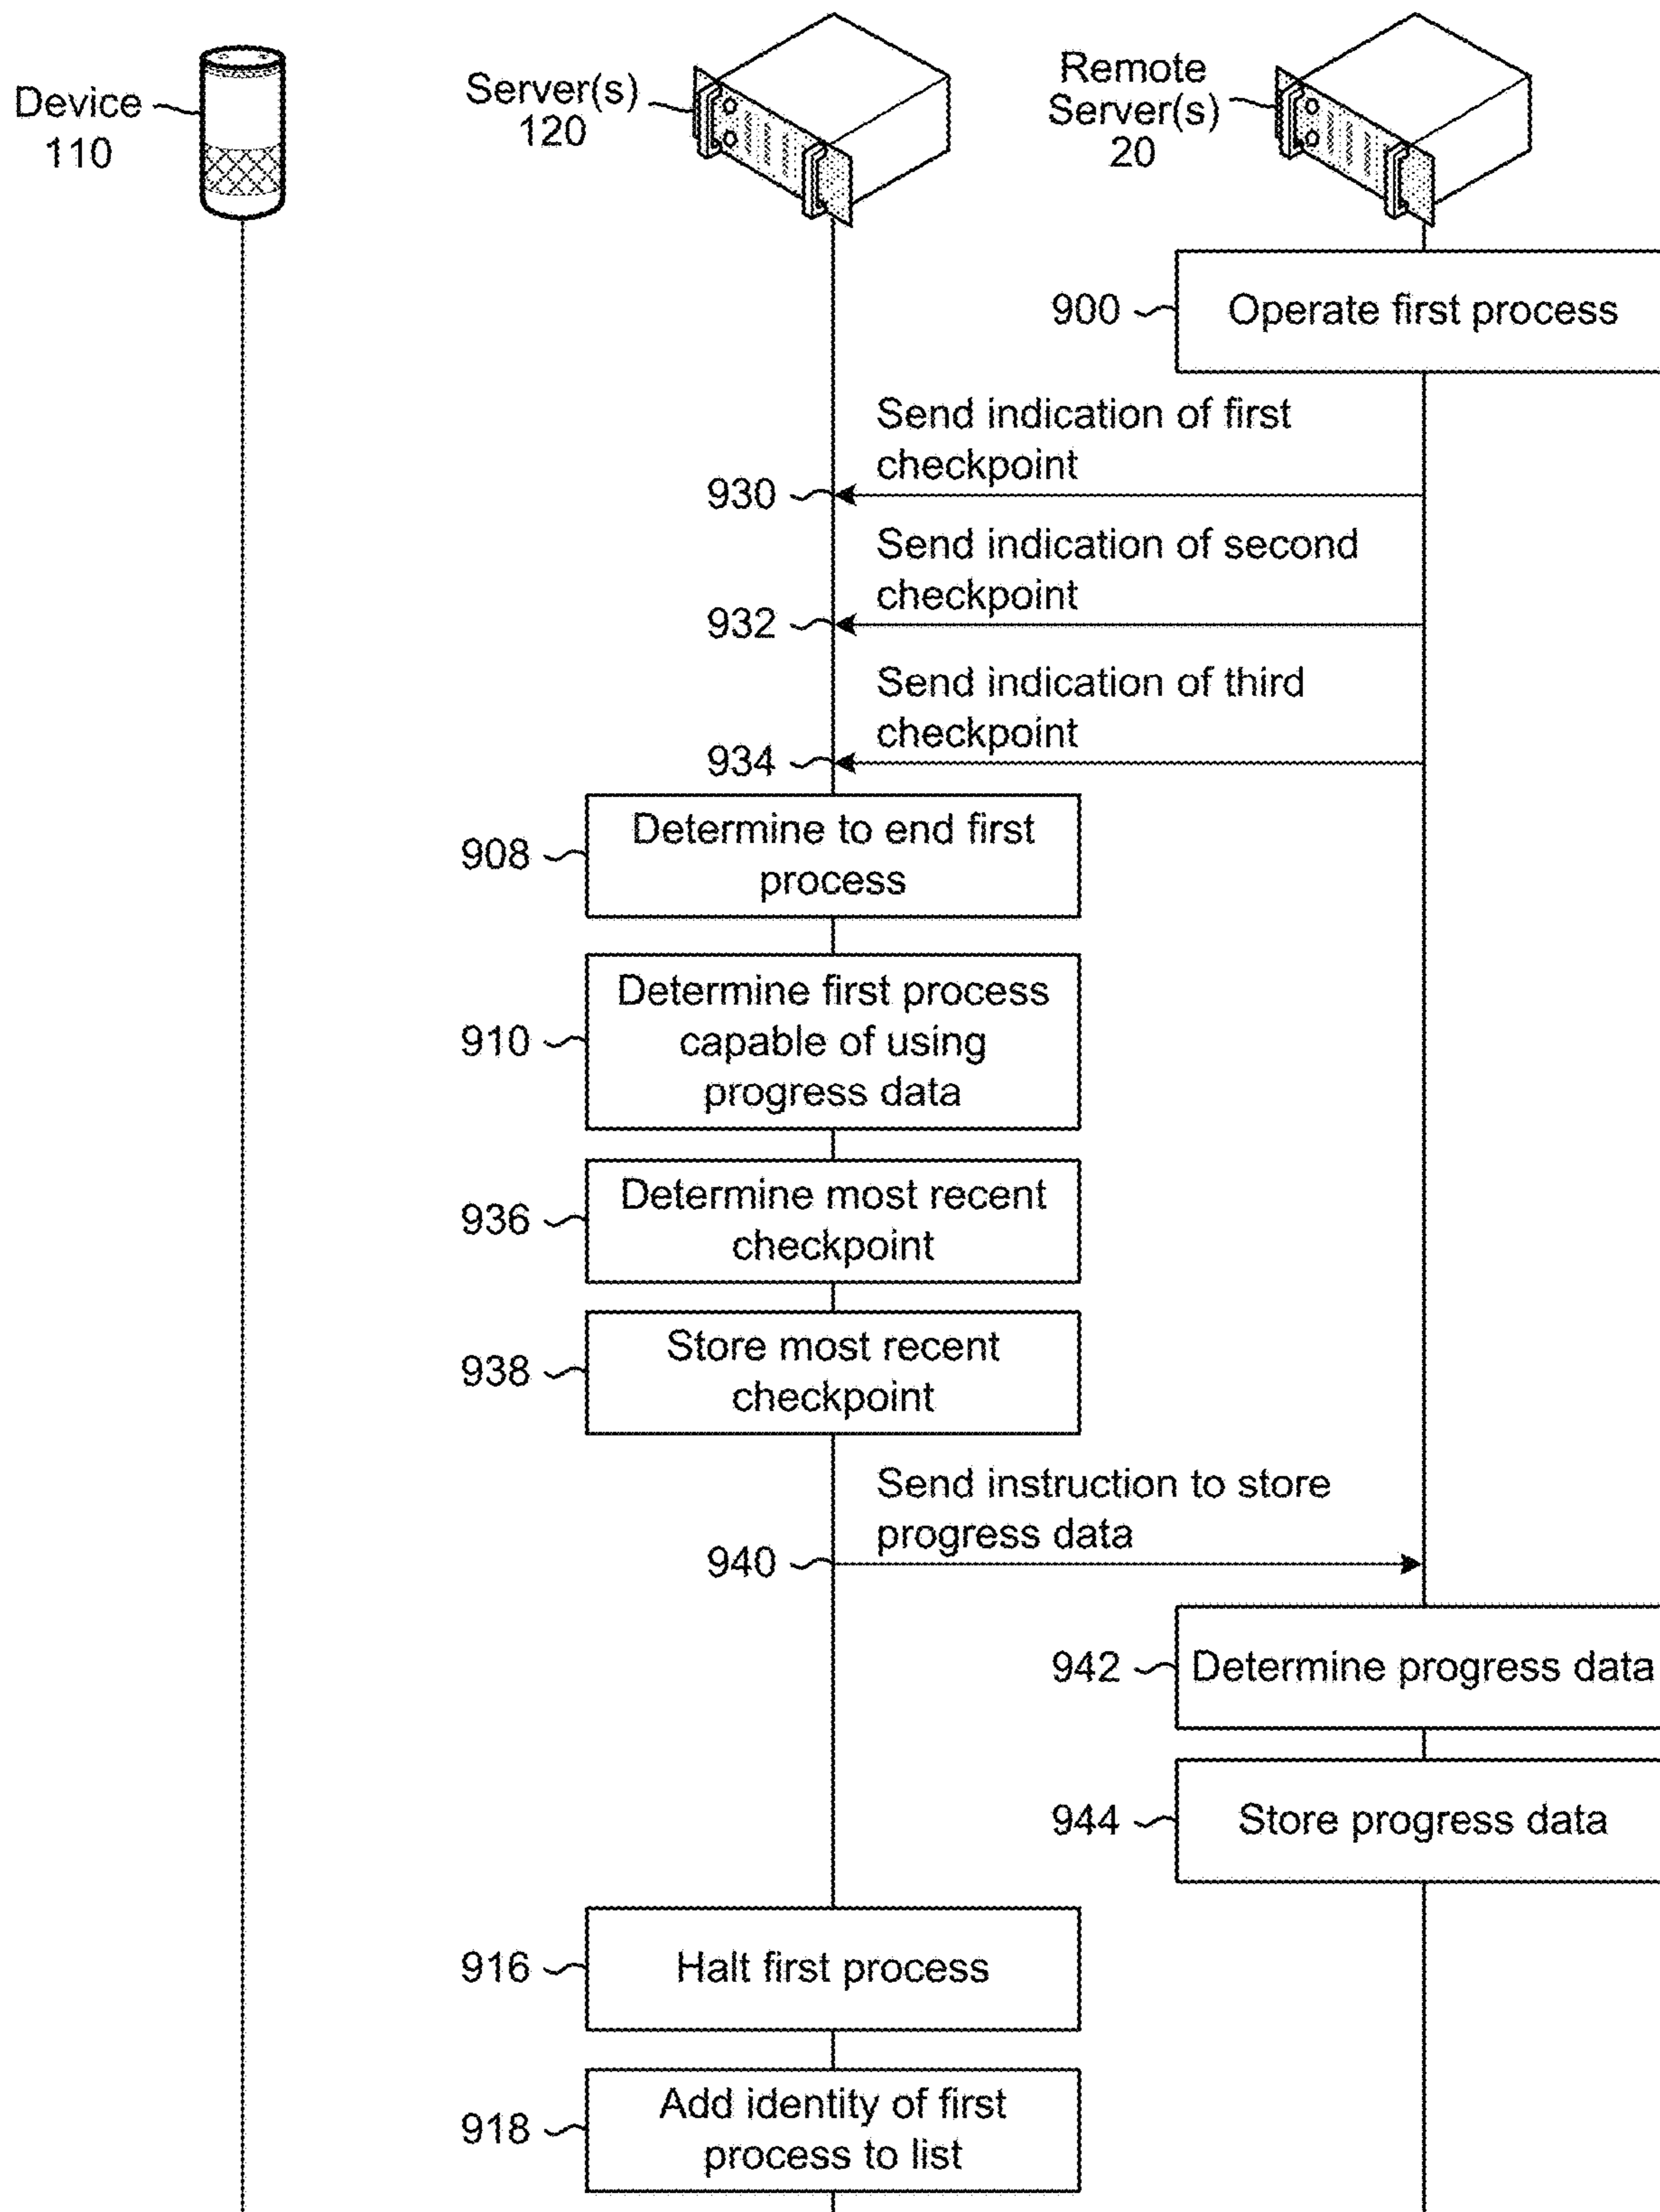 Device
110
Server(s)
120
Remote
Server(s)
20
900
Operate first process
Send indication of first
checkpoint
930
Send indication of second
checkpoint
932
Send indication of third
checkpoint
934
908
Determine to end first
process
910
Determine first process
capable of using
progress data
936
Determine most recent
checkpoint
938
Store most recent
checkpoint
Send instruction to store
progress data
940
942
Determine progress data
944
Store progress data
916
Halt first process
918
Add identity of first
process to list